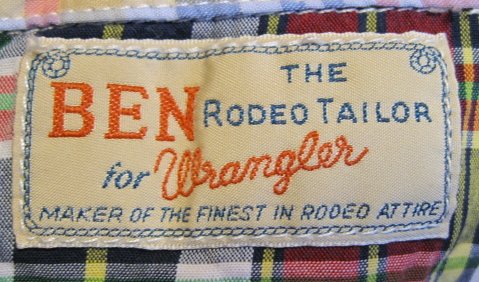 THE
BEN RODEO TAILOR
for Wrangler
MAKER OF THE FINEST IN RODEO ATTIRE